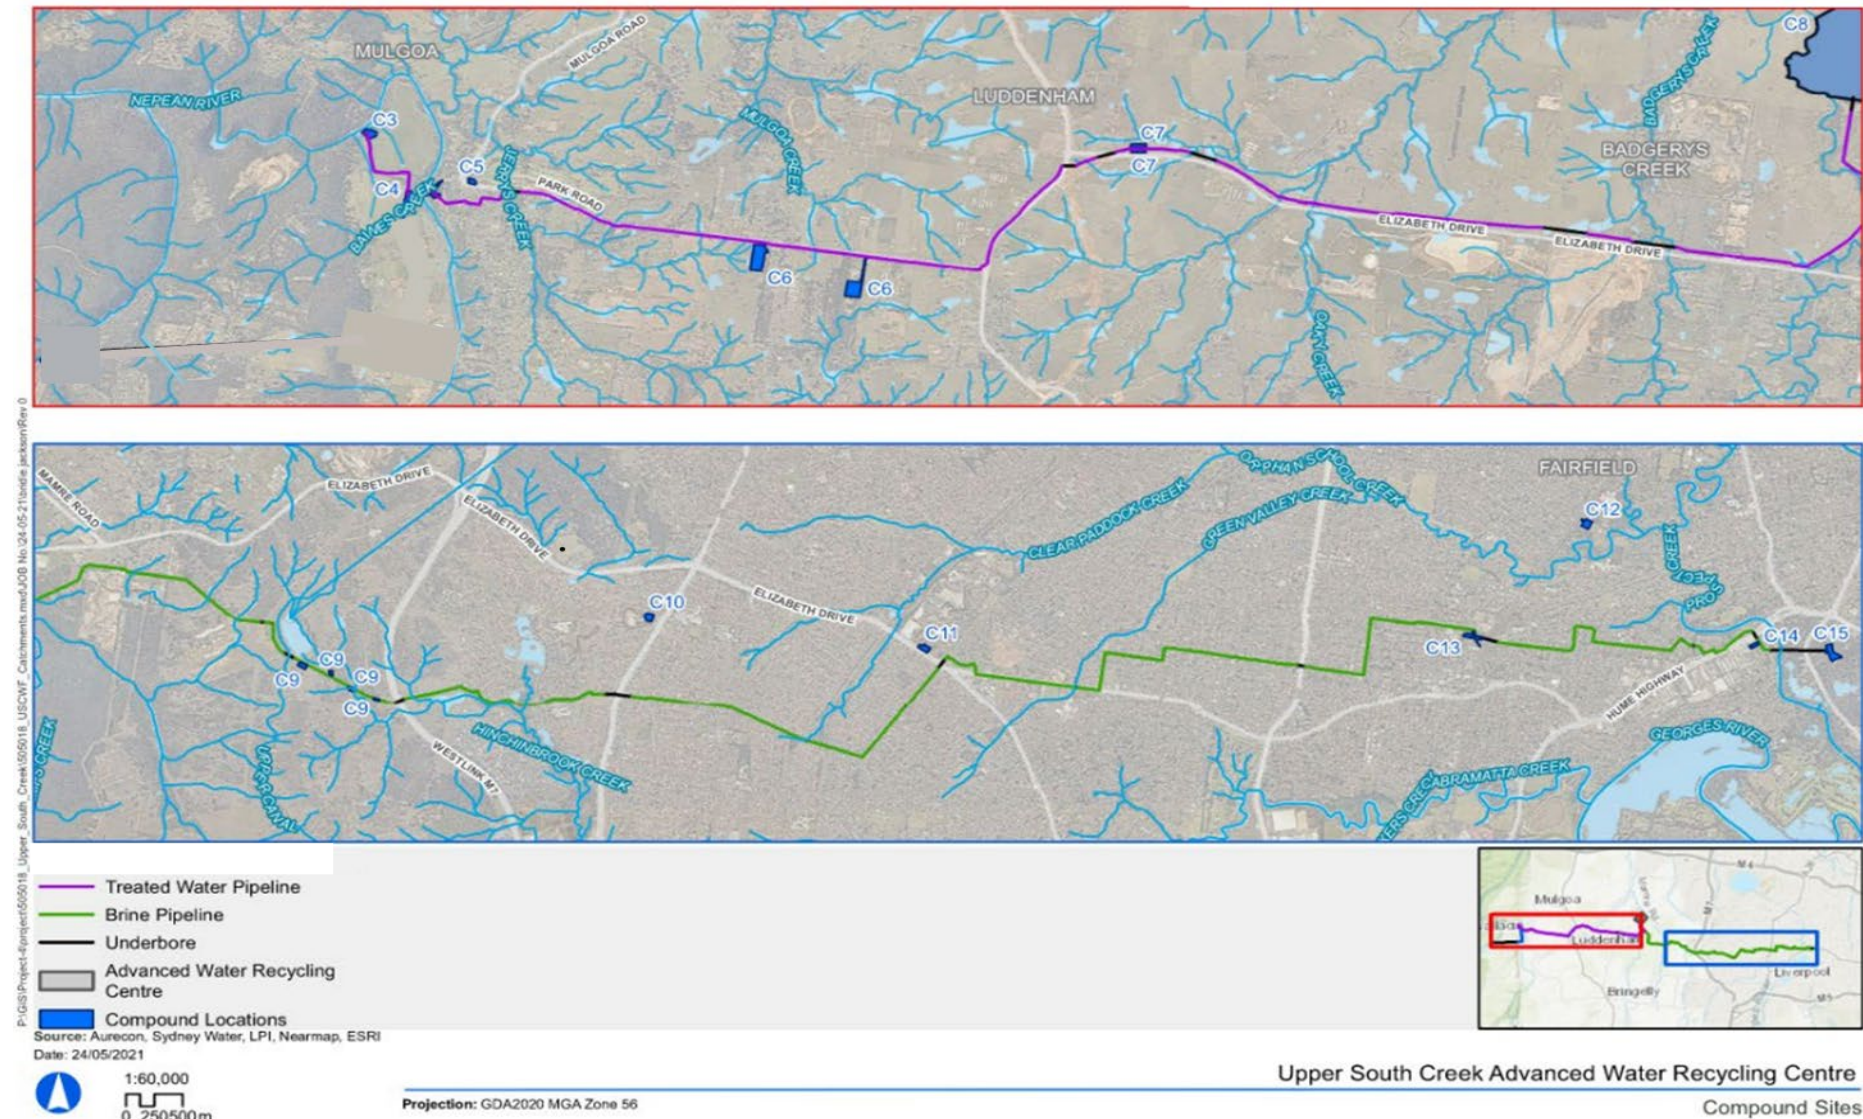 MULGOA
MULGOA ROAD
NEPEAN RIVER
C3
C4
C5
BAINES CREEK
JERRYS CREEK
PARK ROAD
MULGOA CREEK
C6
C6
LUDDENHAM
C7
C7
ELIZABETH DRIVE
ELIZABETH DRIVE
OAKY CREEK
BADGERYS CREEK
BADGERYS
CREEK
C8
MAMRE ROAD
ELIZABETH DRIVE
ELIZABETH DRIVE
ELIZABETH DRIVE
CLEAR PADDOCK CREEK
GREEN VALLEY CREEK
ORPHAN SCHOOL CREEK
FAIRFIELD
C12
CREEK
PROSPECT
C9
C9
C9
C9
C10
C11
C13
C14
C15
HUME HIGHWAY
GEORGES RIVER
CABRAMATTA CREEK
HINCHINBROOK CREEK
WESTLINK M7
UPPER CANAL
CREEK
Treated Water Pipeline
Brine Pipeline
Underbore
Advanced Water Recycling
Centre
Compound Locations
Mulgoa
Luddenham
Bringelly
Liverpool
M4
M7
M5
Source: Aurecon, Sydney Water, LPI, Nearmap, ESRI
Date: 24/05/2021
1:60,000
0 250500m
Projection: GDA2020 MGA Zone 56
Upper South Creek Advanced Water Recycling Centre
Compound Sites